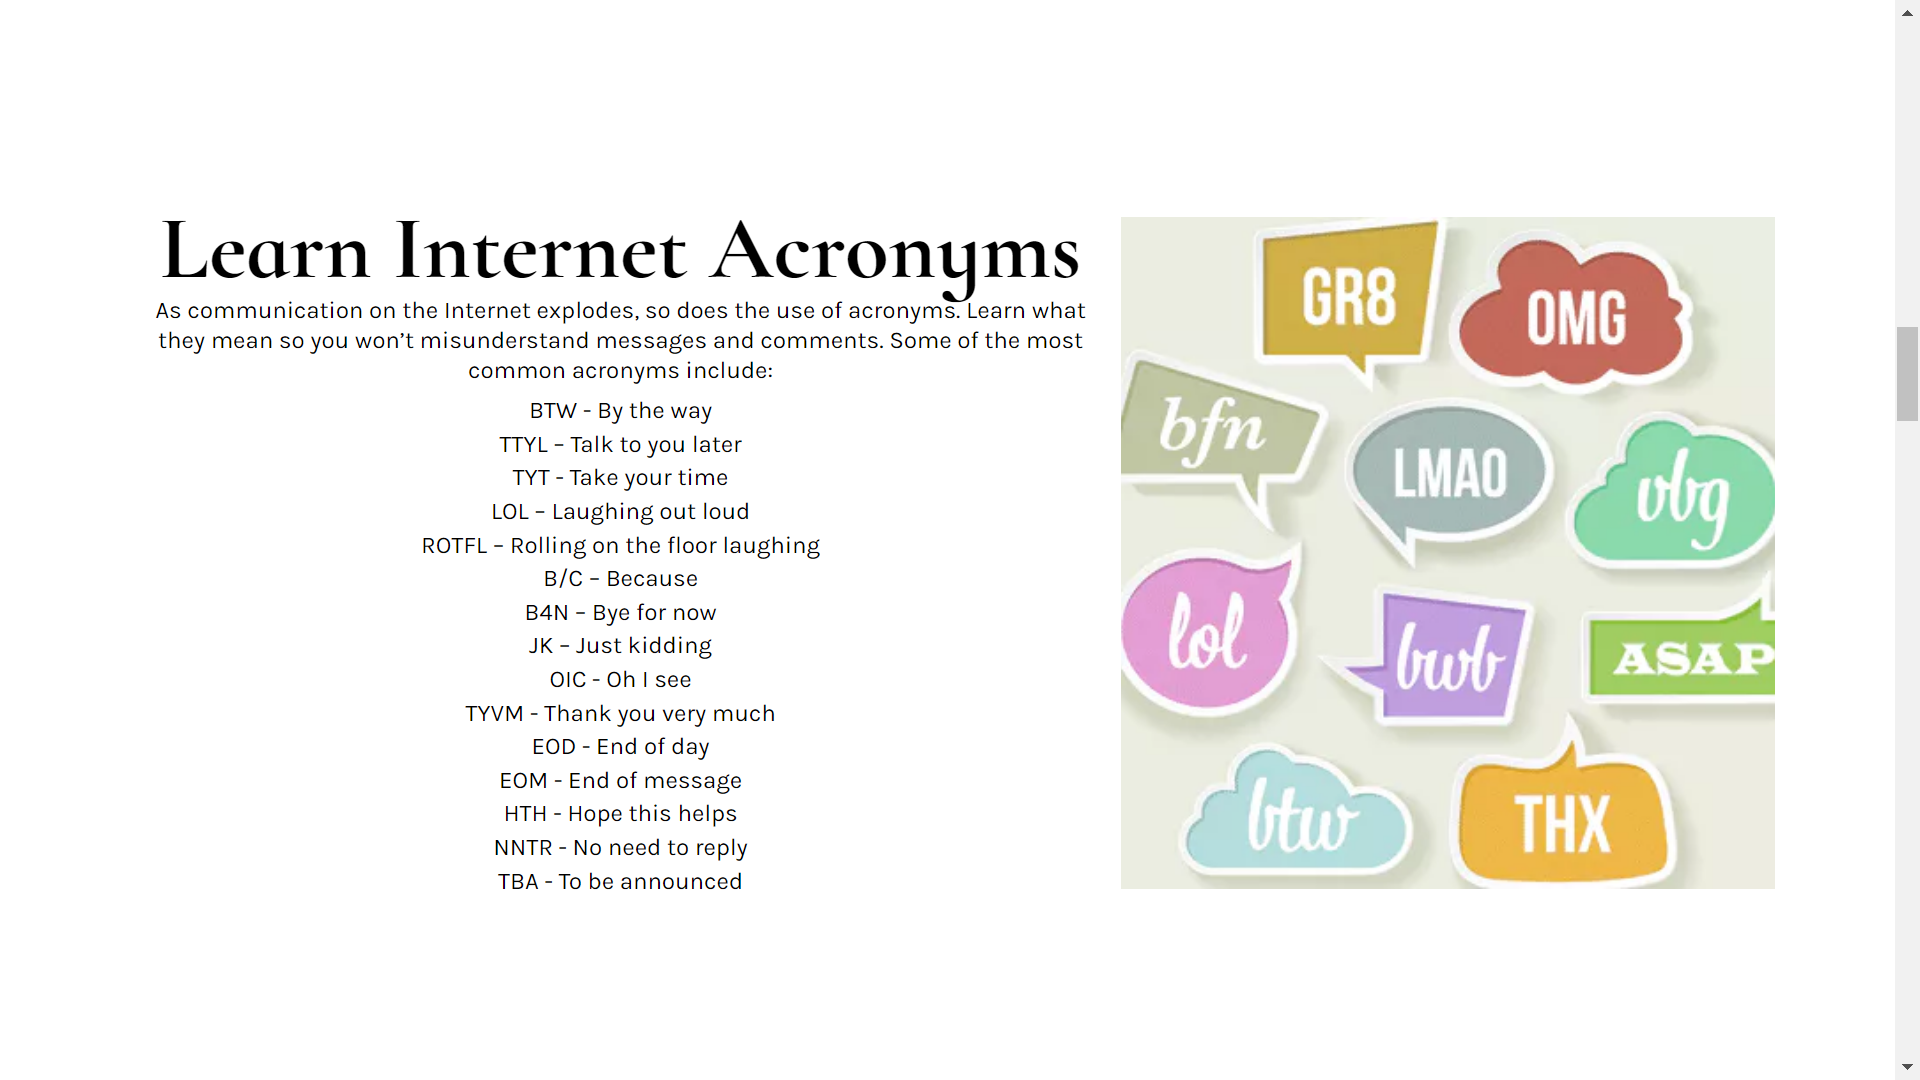 Learn Internet Acronyms
As communication on the Internet explodes, so does the use of acronyms. Learn what
they mean so you won’t misunderstand messages and comments. Some of the most
common acronyms include:
BTW - By the way
TTYL – Talk to you later
TYT - Take your time
LOL – Laughing out loud
ROTFL – Rolling on the floor laughing
B/C – Because
B4N – Bye for now
JK – Just kidding
OIC - Oh I see
TYVM - Thank you very much
EOD - End of day
EOM - End of message
HTH - Hope this helps
NNTR - No need to reply
TBA - To be announced
GR8
OMG
bfn
LMAO
vbg
lol
bwb
ASAP
btw
THX